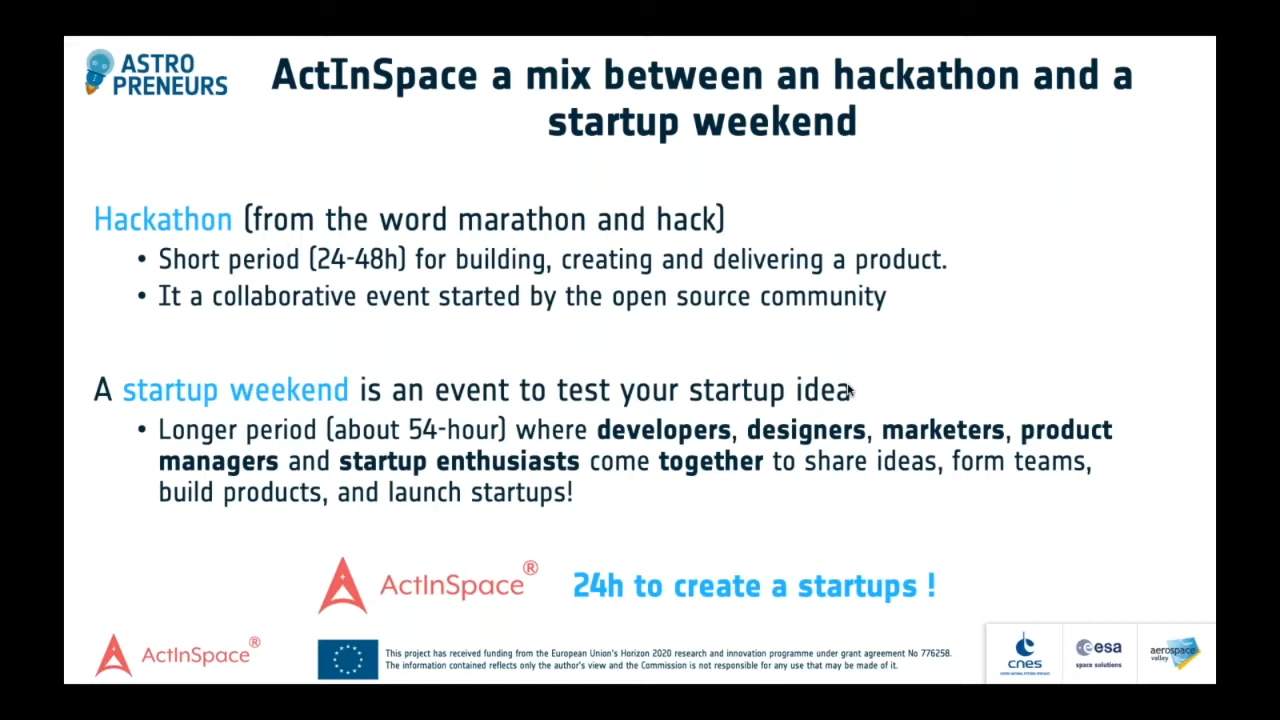 ASTRO
PRENEURS
ActInSpace a mix between an hackathon and a
startup weekend
Hackathon (from the word marathon and hack)
• Short period (24-48h) for building, creating and delivering a product.
• It a collaborative event started by the open source community
A startup weekend is an event to test your startup idea
• Longer period (about 54-hour) where developers, designers, marketers, product
managers and startup enthusiasts come together to share ideas, form teams,
build products, and launch startups!
ActInSpace®
24h to create a startups !
ActInSpace®
This project has received funding from the European Union's Horizon 2020 research and innovation programme under grant agreement No 776258.
The information contained reflects only the author's view and the Commission is not responsible for any use that may be made of it.
cnes
esa
space solutions
aerospace
valley